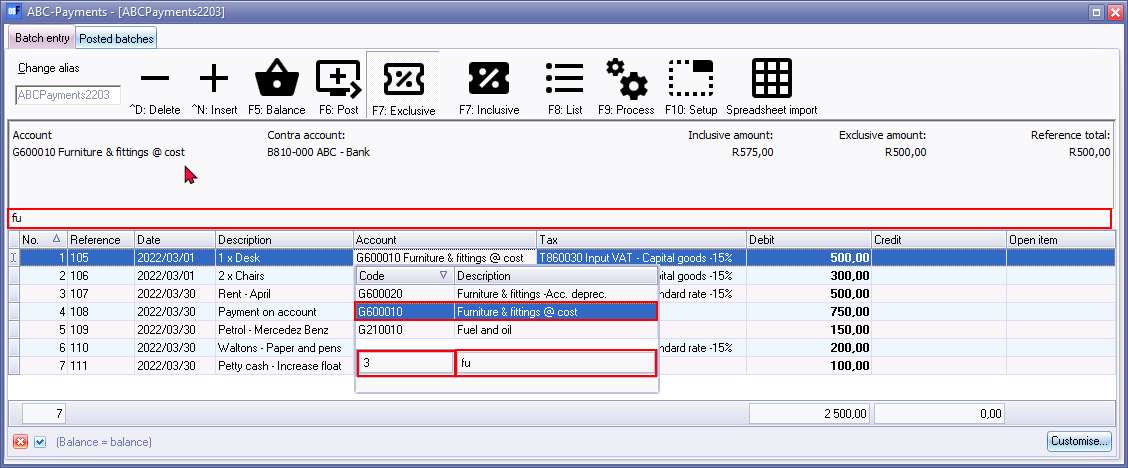 ABC-Payments - [ABCPayments2203]
Batch entry Posted batches
Change alias
ABCPayments2203
^D: Delete ^N: Insert F5: Balance F6: Post F7: Exclusive F7: Inclusive F8: List F9: Process F10: Setup Spreadsheet import
Account Contra account: Inclusive amount: Exclusive amount: Reference total:
G600010 Furniture & fittings @ cost B810-000 ABC - Bank R575,00 R500,00 R500,00
fu
No. Reference Date Description Account Tax Debit Credit Open item
1 105 2022/03/01 1 x Desk G600010 Furniture & fittings @ cost T860030 Input VAT - Capital goods -15% 500,00
2 106 2022/03/01 2 x Chairs Code Description pital goods -15% 300,00
3 107 2022/03/30 Rent - April G600020 Furniture & fittings -Acc. deprec. ndard rate -15% 500,00
4 108 2022/03/30 Payment on account G600010 Furniture & fittings @ cost 750,00
5 109 2022/03/30 Petrol - Mercedez Benz G210010 Fuel and oil 150,00
6 110 2022/03/30 Waltons - Paper and pens ndard rate -15% 200,00
7 111 2022/03/30 Petty cash - Increase float 3 fu 100,00
7 2 500,00 0,00
(Balance = balance) Customise...